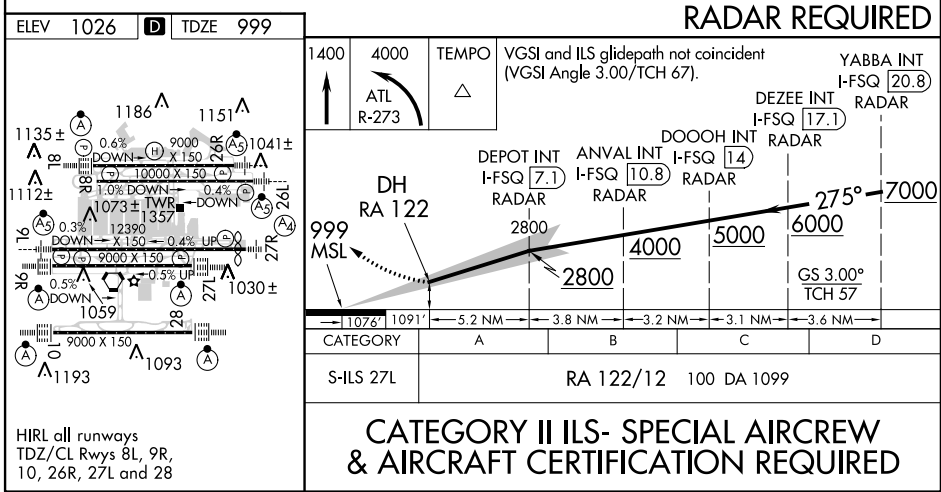 RADAR REQUIRED
ELEV 1026 D TDZE 999
1186
1151
1135 ±
1041 ±
A
P
0.6%
DOWN
H
9000
X 150
26R
A5
8L
10000 X 150
8R
1.0% DOWN
0.4%
DOWN
26L
1112 ±
1073 ±
TWR
1357
A5
A4
9L
0.3%
DOWN
12390
X 150
0.4% UP
27R
9000 X 150
9R
0.5%
DOWN
0.5% UP
27L
1030 ±
1059
28
10
9000 X 150
1093
1193
HIRL all runways
TDZ/CL Rwys 8L, 9R,
10, 26R, 27L and 28
1400
4000
ATL
R-273
TEMPO
VGSI and ILS glidepath not coincident
(VGSI Angle 3.00/TCH 67).
YABBA INT
I-FSQ 20.8
RADAR
DEZEE INT
I-FSQ 17.1
RADAR
DOOOH INT
I-FSQ 14
RADAR
ANVAL INT
I-FSQ 10.8
RADAR
DEPOT INT
I-FSQ 7.1
RADAR
DH
RA 122
999
MSL
2800
2800
4000
5000
6000
275°
7000
GS 3.00°
TCH 57
1076' 1091' 5.2 NM 3.8 NM 3.2 NM 3.1 NM 3.6 NM
CATEGORY A B C D
S-ILS 27L RA 122/12 100 DA 1099
CATEGORY II ILS- SPECIAL AIRCREW
& AIRCRAFT CERTIFICATION REQUIRED